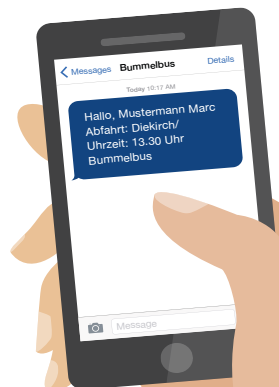 Messages Bummelbus Details
Today 10:17 AM
Hallo, Mustermann Marc
Abfahrt: Diekirch/
Uhrzeit: 13.30 Uhr
Bummelbus
Message